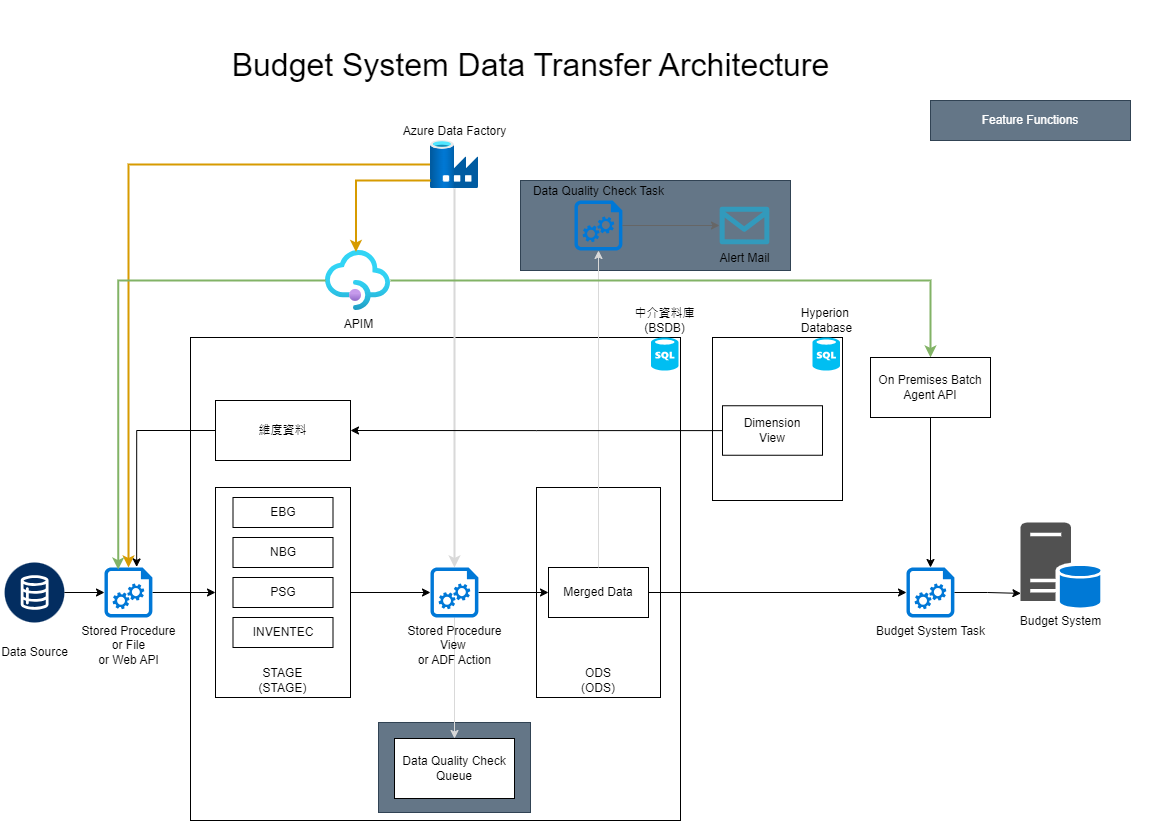 Budget System Data Transfer Architecture
Feature Functions
Azure Data Factory
Data Quality Check Task
Alert Mail
APIM
中介資料庫
(BSDB)
SQL
Hyperion
Database
SQL
On Premises Batch
Agent API
維度資料
Dimension
View
EBG
NBG
PSG
INVENTEC
STAGE
(STAGE)
Data Source
Stored Procedure
or File
or Web API
Stored Procedure
View
or ADF Action
Merged Data
ODS
(ODS)
Budget System Task
Budget System
Data Quality Check
Queue